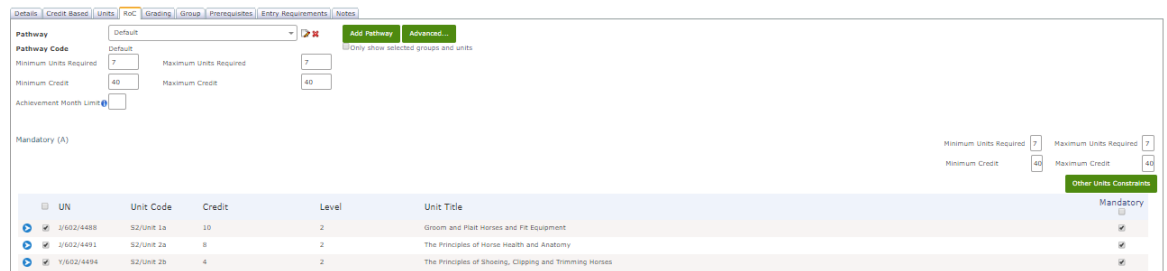 Details Credit Based Units RoC Grading Group Prerequisites Entry Requirements Notes
Pathway Default Add Pathway Advanced...
Pathway Code Default Only show selected groups and units
Minimum Units Required 7 Maximum Units Required 7
Minimum Credit 40 Maximum Credit 40
Achievement Month Limit
Mandatory (A)
Minimum Units Required 7 Maximum Units Required 7
Minimum Credit 40 Maximum Credit 40
Other Units Constraints
UN Unit Code Credit Level Unit Title Mandatory
J/602/4488 S2/Unit 1a 10 2 Groom and Plait Horses and Fit Equipment
J/602/4491 S2/Unit 2a 8 2 The Principles of Horse Health and Anatomy
Y/602/4494 S2/Unit 2b 4 2 The Principles of Shoeing, Clipping and Trimming Horses